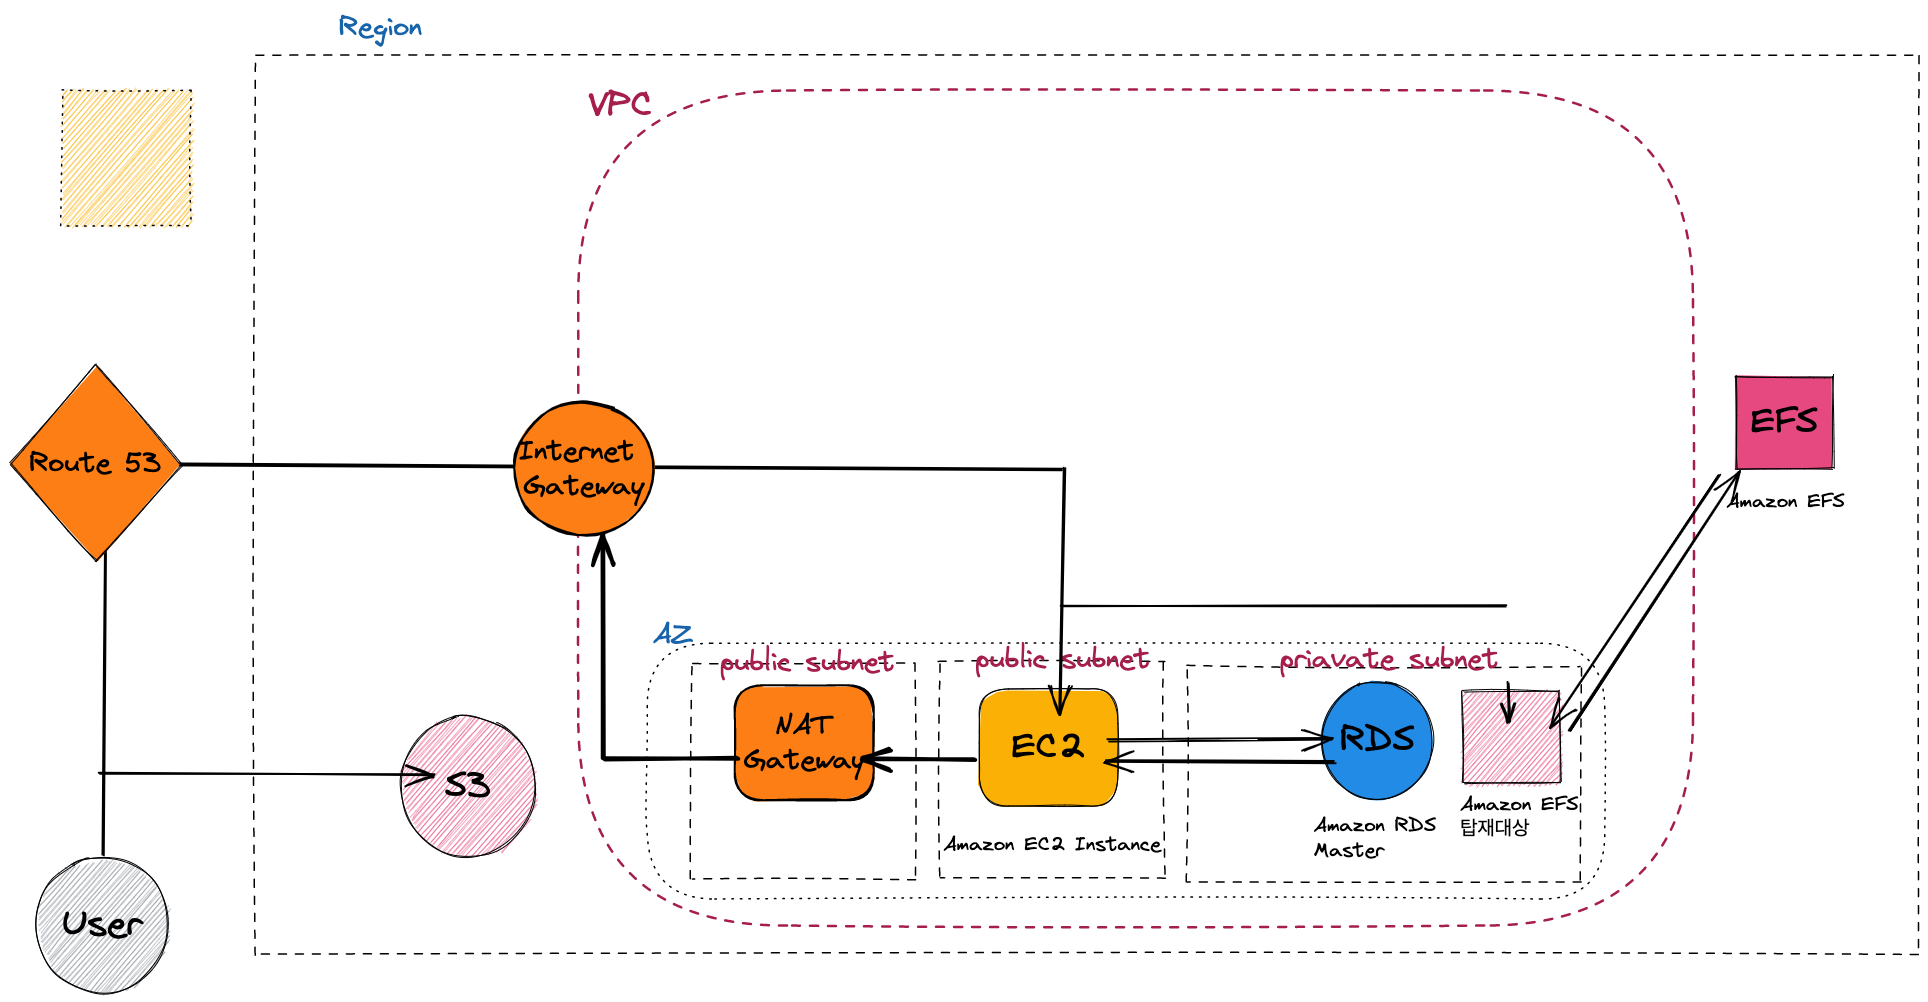 Region
VPC
Route 53
Internet
Gateway
EFS
Amazon EFS
AZ
public subnet
public subnet
priavate subnet
NAT
Gateway
EC2
RDS
S3
Amazon EC2 Instance
Amazon RDS
Master
Amazon EFS
탑재대상
User